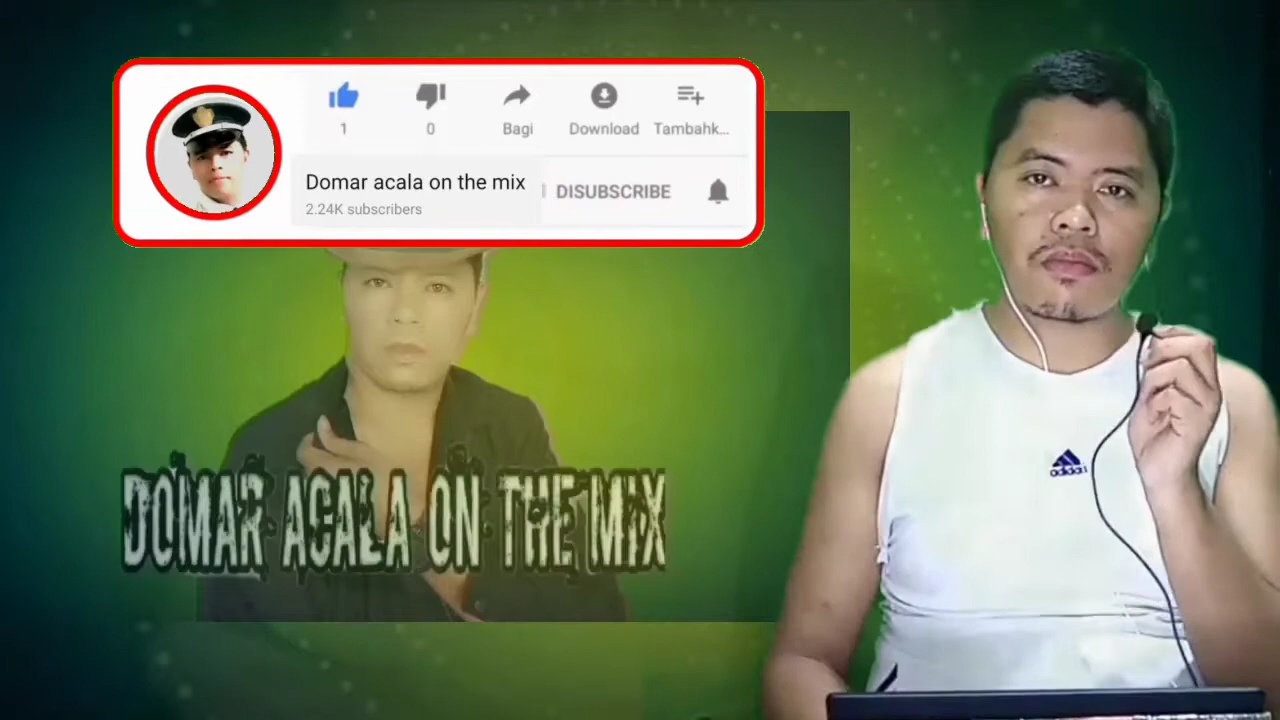 1
0
Bagi
Download
Tambahk...
Domar acala on the mix
DISUBSCRIBE
2.24K subscribers
DOMAR ACALA ON THE MIX
adidas